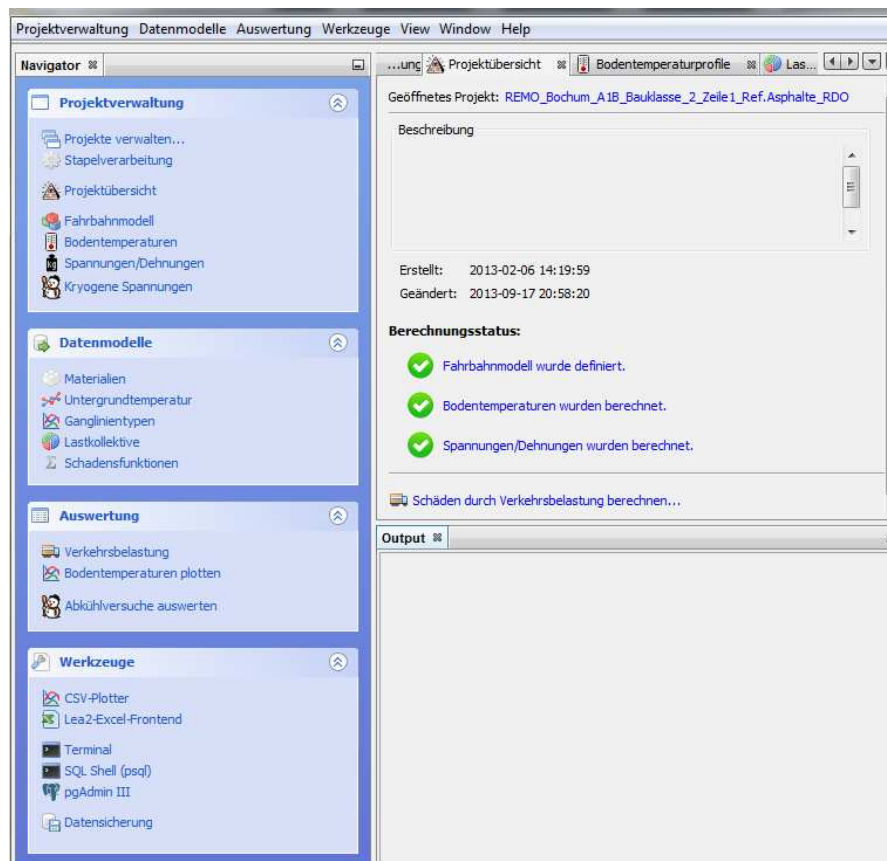 Projektverwaltung Datenmodelle Auswertung Werkzeuge View Window Help
Navigator
Projektverwaltung
Projekte verwalten...
Stapelverarbeitung
Projektübersicht
Fahrbahnmodell
Bodentemperaturen
Spannungen/Dehnungen
Kryogene Spannungen
Datenmodelle
Materialien
Untergrundtemperatur
Ganglinientypen
Lastkollektive
Schadensfunktionen
Auswertung
Verkehrsbelastung
Bodentemperaturen plotten
Abkühlversuche auswerten
Werkzeuge
CSV-Plotter
Lea2-Excel-Frontend
Terminal
SQL Shell (psql)
pgAdmin III
Datensicherung
...ung Projektübersicht Bodentemperaturprofile Las...
Geöffnetes Projekt: REMO_Bochum_A1B_Bauklasse_2_Zeile1_Ref.Asphalte_RDO
Beschreibung
Erstellt: 2013-02-06 14:19:59
Geändert: 2013-09-17 20:58:20
Berechnungsstatus:
Fahrbahnmodell wurde definiert.
Bodentemperaturen wurden berechnet.
Spannungen/Dehnungen wurden berechnet.
Schäden durch Verkehrsbelastung berechnen...
Output